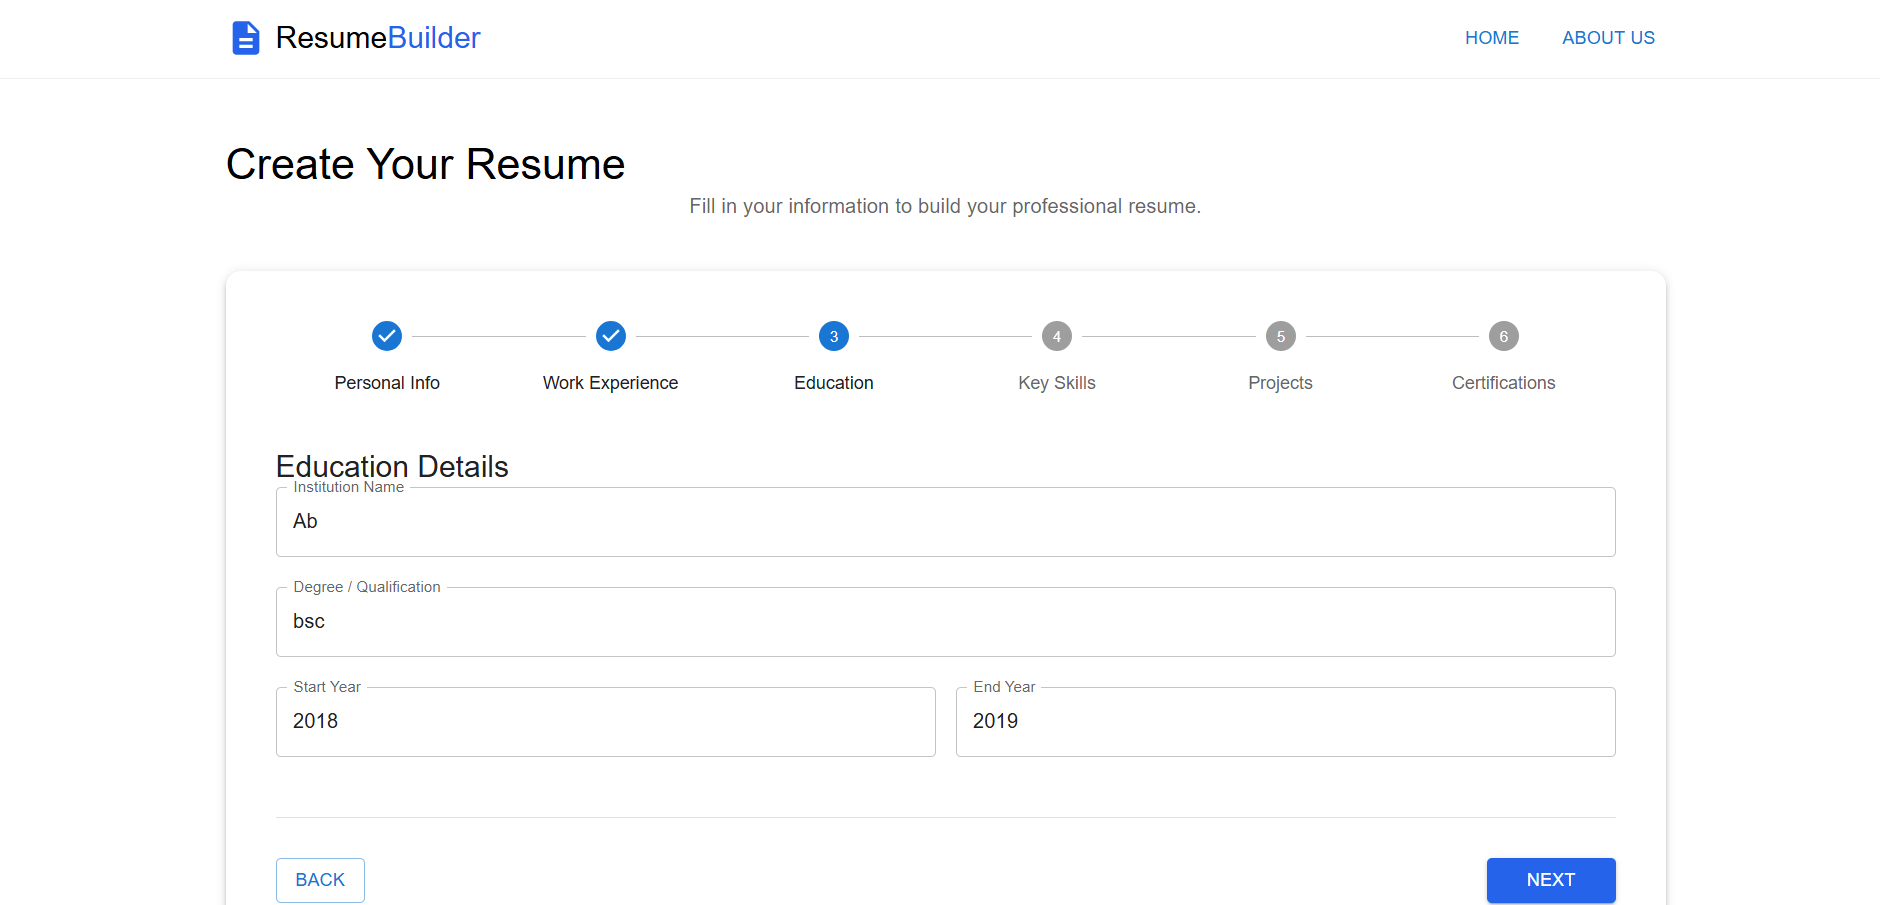 ResumeBuilder HOME ABOUT US
Create Your Resume
Fill in your information to build your professional resume.
3 4 5 6
Personal Info Work Experience Education Key Skills Projects Certifications
Education Details
Institution Name
Ab
Degree / Qualification
bsc
Start Year End Year
2018 2019
BACK NEXT